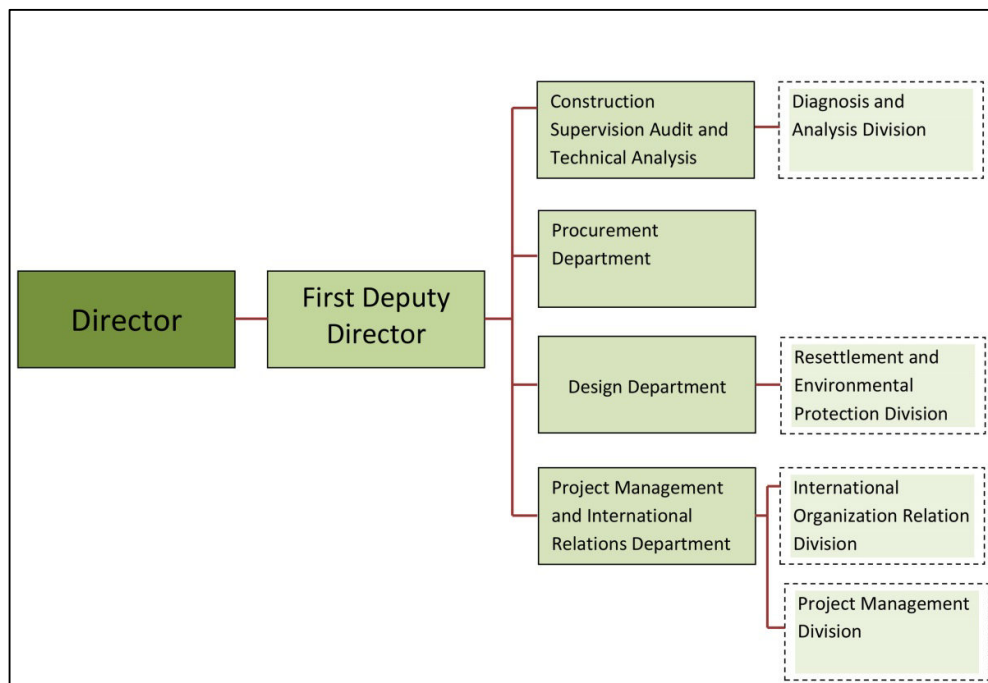 Director
First Deputy
Director
Construction
Supervision Audit and
Technical Analysis
Diagnosis and
Analysis Division
Procurement
Department
Design Department
Resettlement and
Environmental
Protection Division
Project Management
and International
Relations Department
International
Organization Relation
Division
Project Management
Division